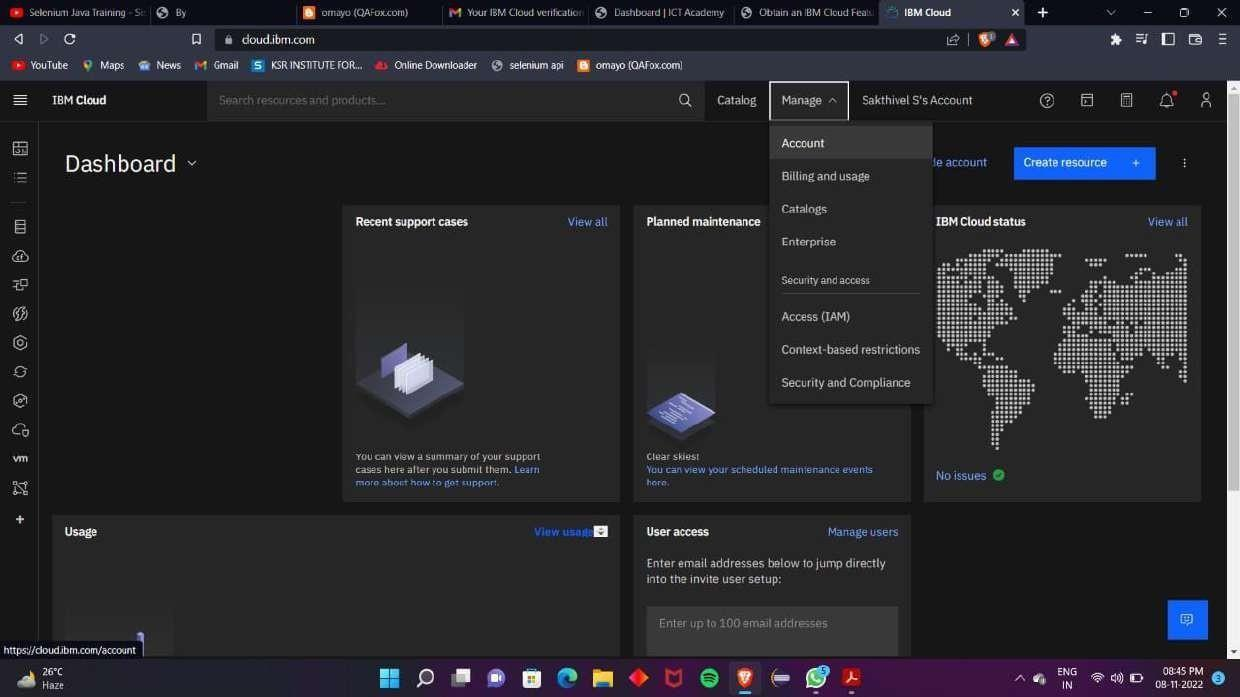 Selenium Java Training - Se
By
omayo (QAFox.com)
Your IBM Cloud verification
Dashboard | ICT Academy
Obtain an IBM Cloud Featu
IBM Cloud
cloud.ibm.com
YouTube
Maps
News
Gmail
KSR INSTITUTE FOR...
Online Downloader
selenium api
omayo (QAFox.com)
IBM Cloud
Search resources and products...
Catalog
Manage
Sakthivel S's Account
Dashboard
Account
Billing and usage
Catalogs
Enterprise
Security and access
Access (IAM)
Context-based restrictions
Security and Compliance
de account
Create resource +
Recent support cases
View all
You can view a summary of your support
cases here after you submit them. Learn
more about how to get support.
Planned maintenance
Clear skiest
You can view your scheduled maintenance events
here.
IBM Cloud status
View all
No issues
vm
Usage
View usage
User access
Manage users
Enter email addresses below to jump directly
into the invite user setup:
Enter up to 100 email addresses
https://cloud.ibm.com/account
26°C
Haze
5
ENG
IN
08:45 PM
08-11-2022
3